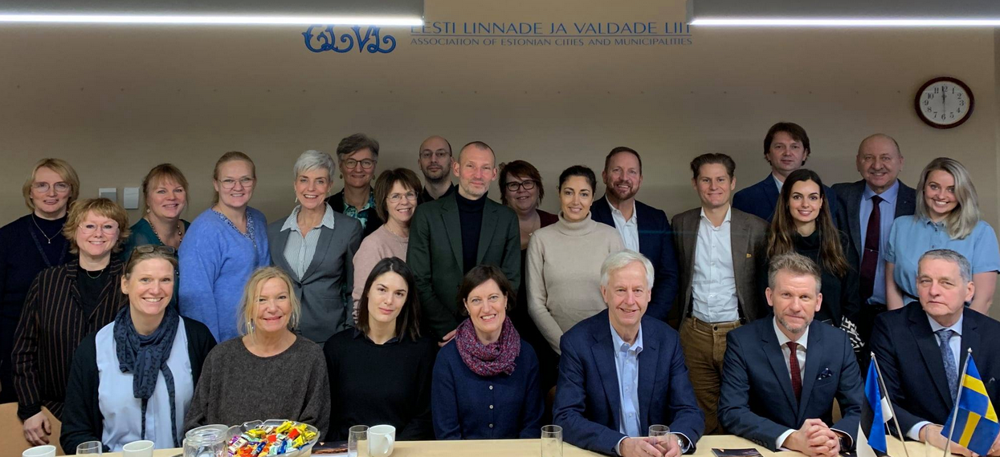 ELVL
EESTI LINNADE JA VALDADE LIIT
ASSOCIATION OF ESTONIAN CITIES AND MUNICIPALITIES